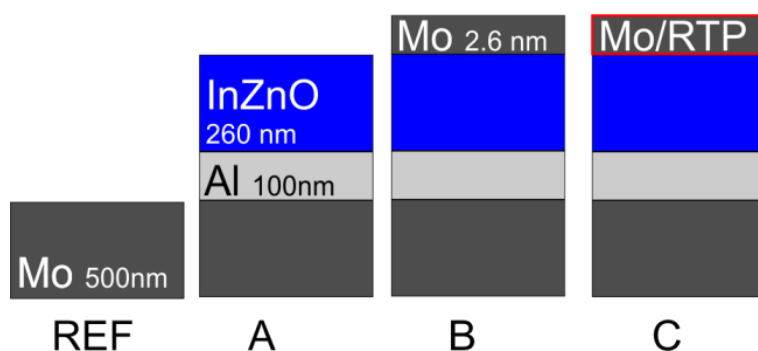 Mo 2.6 nm
Mo/RTP
InZnO
260 nm
Al 100nm
Mo 500nm
REF
A
B
C